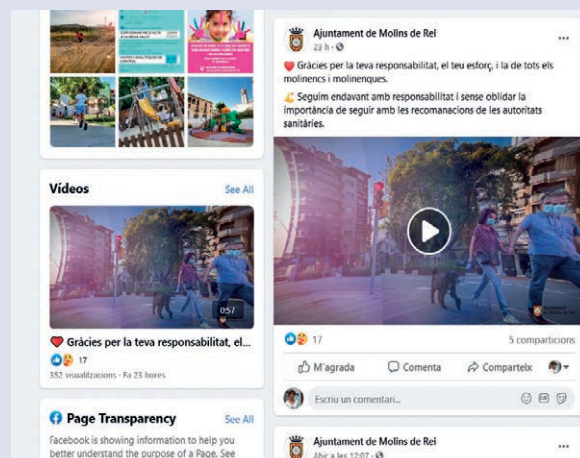 Vídeos
See All
0:57
Gràcies per la teva responsabilitat, el...
17
352 visualitzacions · Fa 23 hores
Page Transparency
See All
Facebook is showing information to help you
better understand the purpose of a Page. See
Ajuntament de Molins de Rei
23 h ·
Gràcies per la teva responsabilitat, el teu esforç, i la de tots els
molinencs i molinenques.
Seguim endavant amb responsabilitat i sense oblidar la
importància de seguir amb les recomanacions de les autoritats
sanitàries.
17
5 comparticions
M'agrada
Comenta
Comparteix
Escriu un comentari...
GIF
Ajuntament de Molins de Rei
Ahir a les 12:07 ·